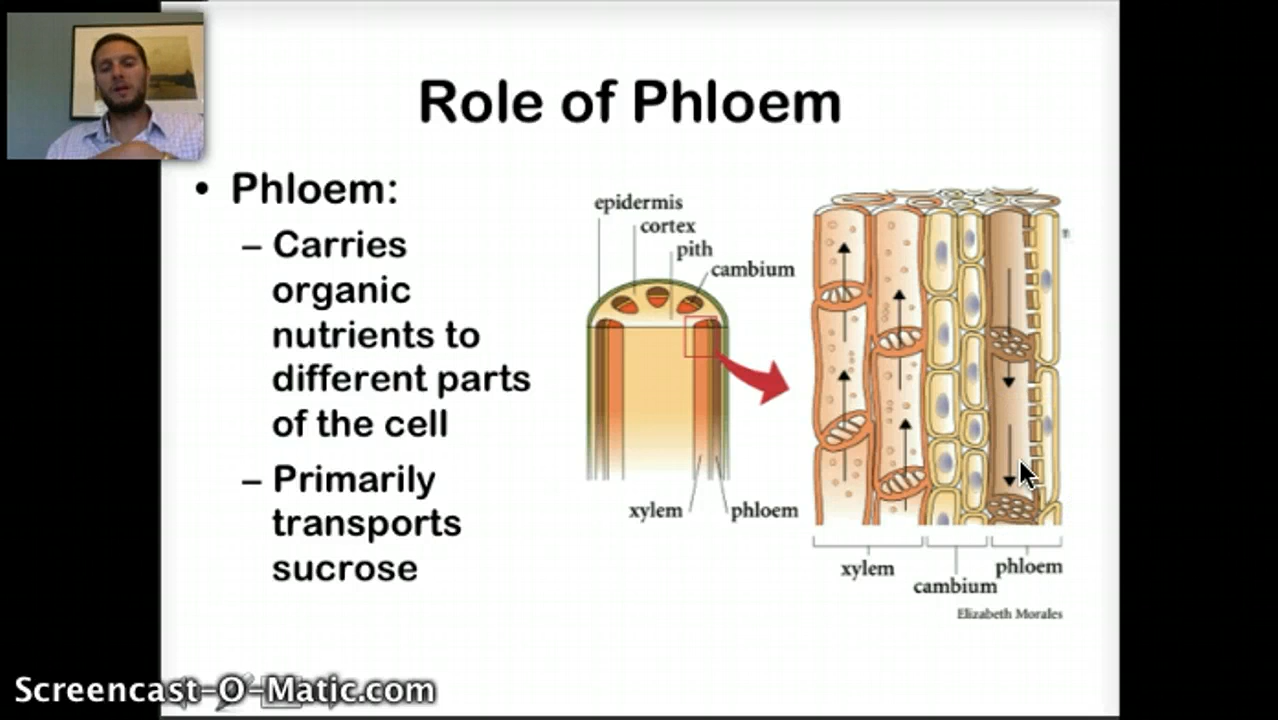 Role of Phloem
• Phloem:
– Carries
organic
nutrients to
different parts
of the cell
– Primarily
transports
sucrose
epidermis
cortex
pith
cambium
xylem
phloem
xylem
cambium
phloem
Elizabeth Morales
Screencast-O-Matic.com